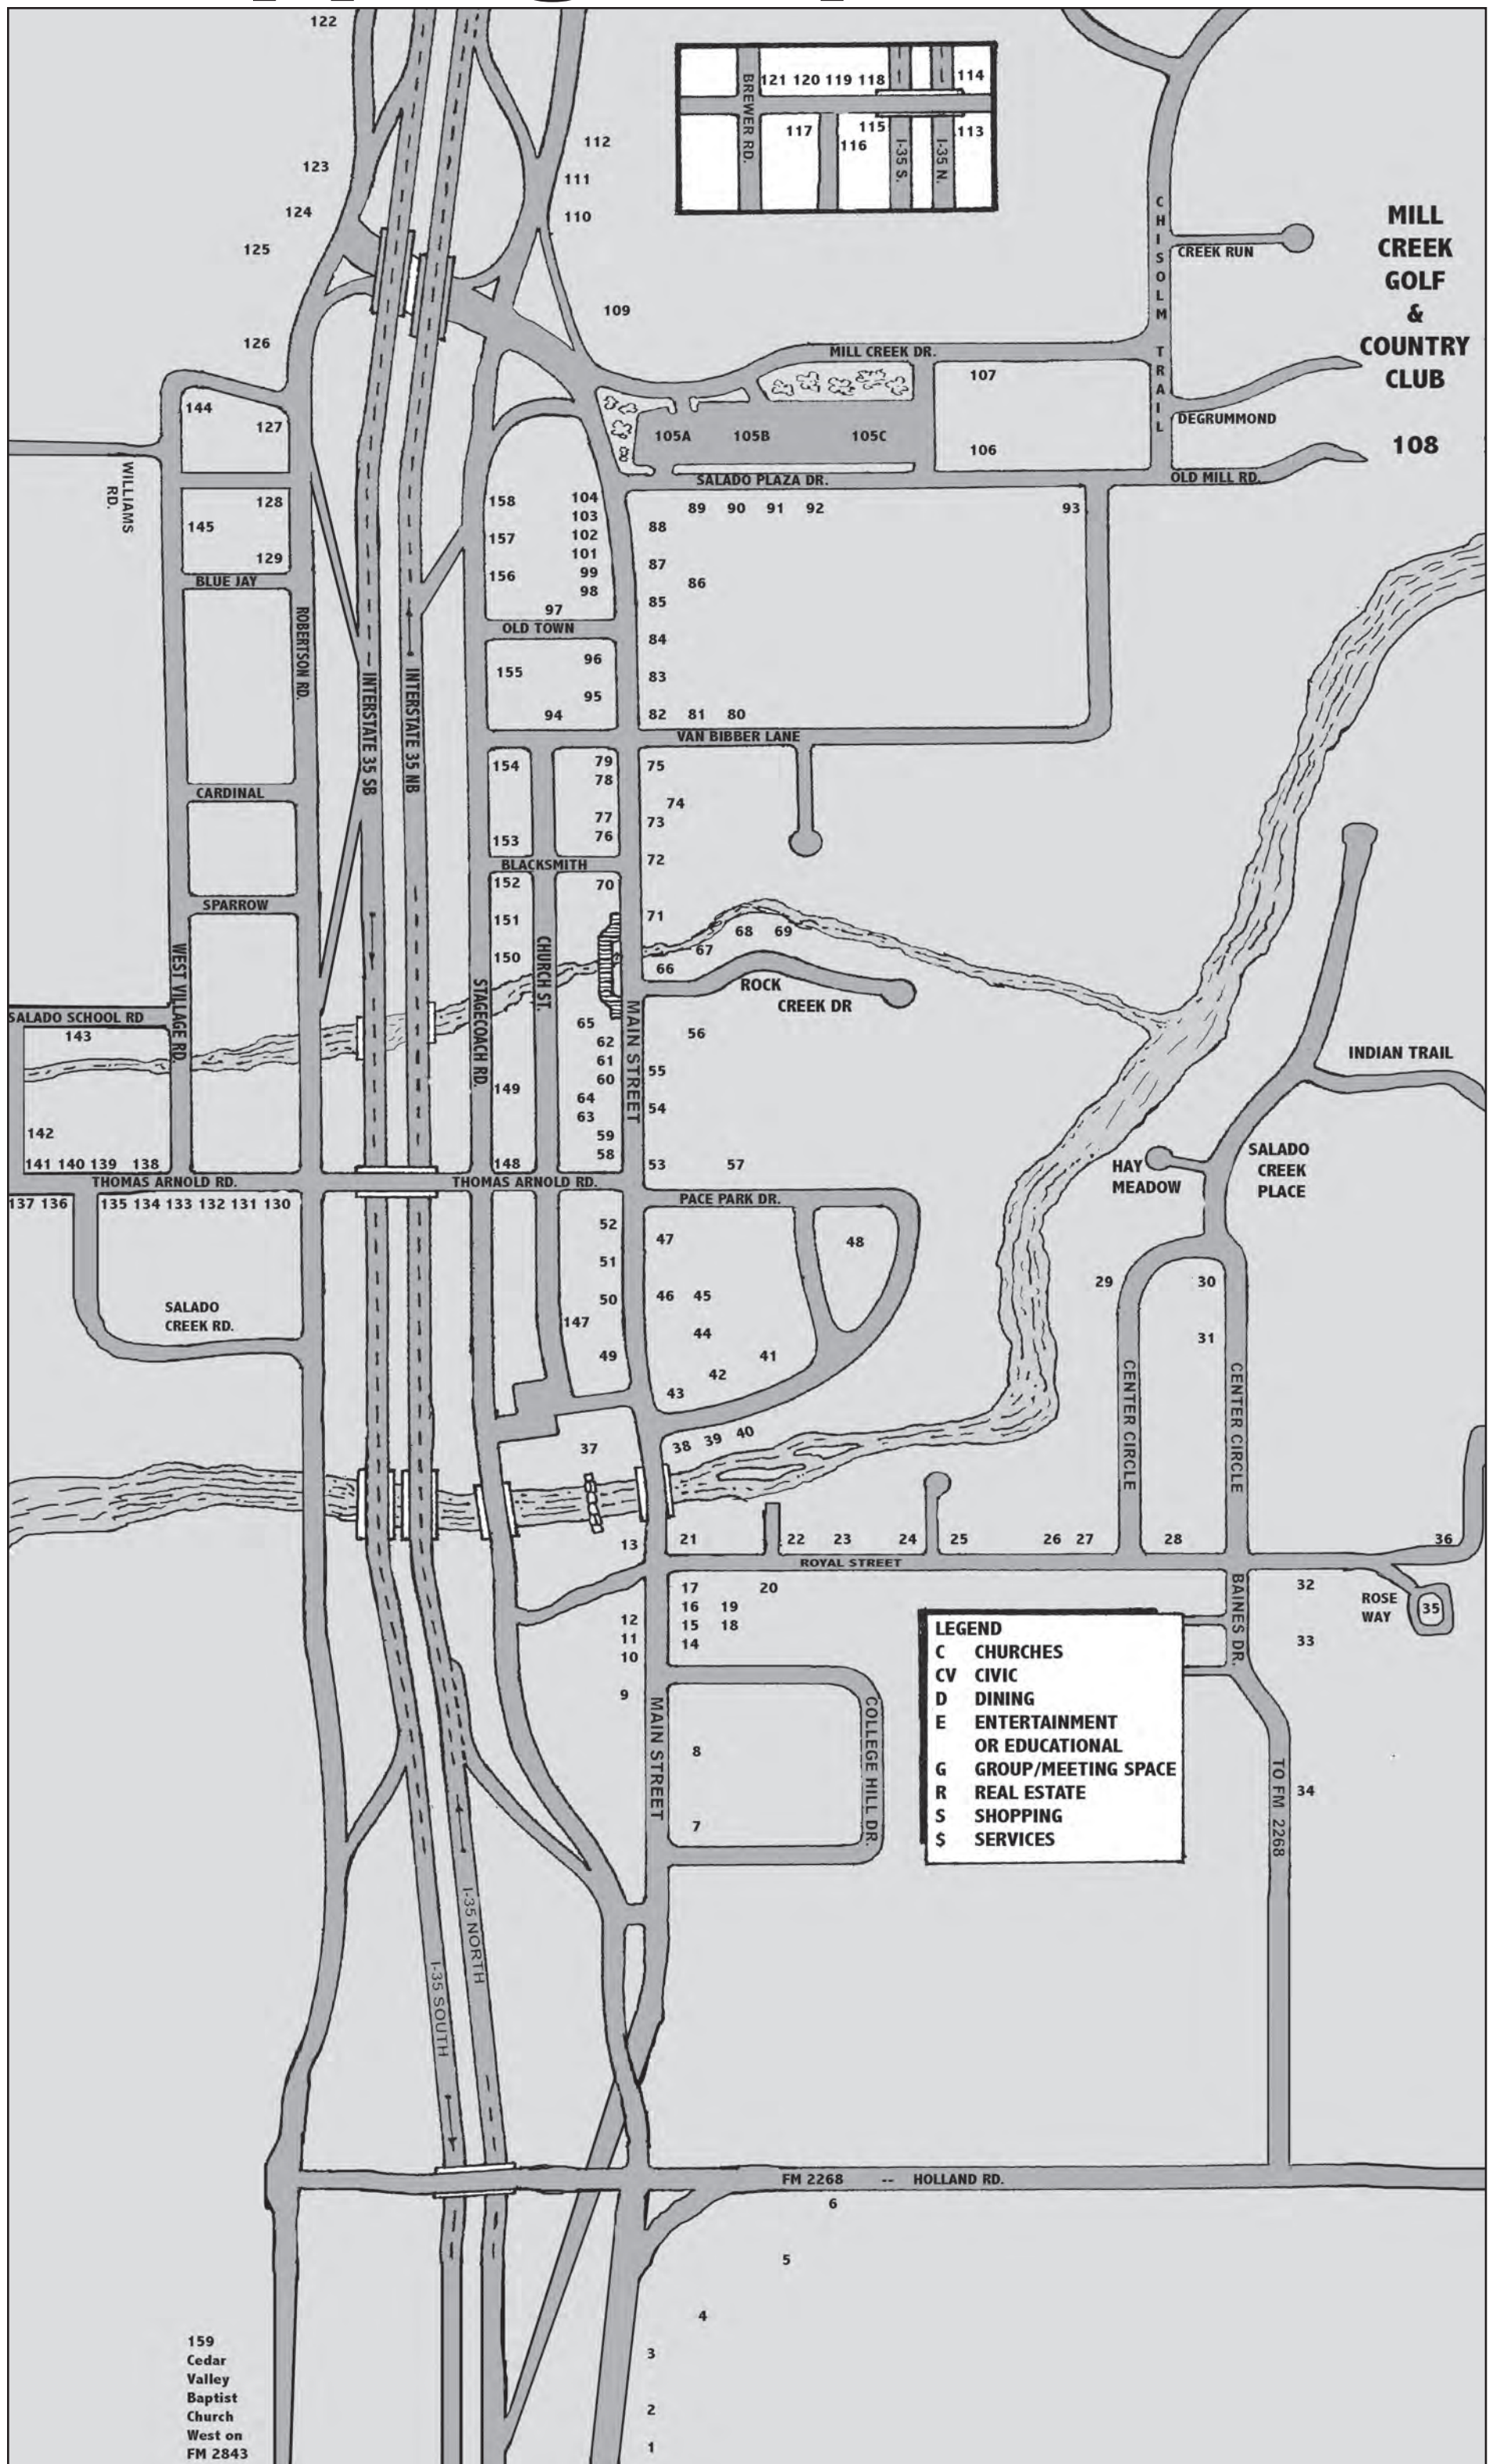 122
BREWER RD.
121 120 119 118
114
117
115
116
I-35 S.
I-35 N.
113
112
123
111
124
110
125
CHISOLM TRAIL
CREEK RUN
MILL
CREEK
GOLF
&
COUNTRY
CLUB
109
126
MILL CREEK DR.
107
144
127
DEGRUMMOND
105A
105B
105C
106
108
WILLIAMS
RD.
SALADO PLAZA DR.
OLD MILL RD.
128
145
129
158
104
103
157
102
101
156
99
98
97
88
89 90 91 92
93
87
86
85
BLUE JAY
ROBERTSON RD.
OLD TOWN
84
96
155
83
95
94
82 81 80
INTERSTATE 35 SB
INTERSTATE 35 NB
VAN BIBBER LANE
154
79
78
75
74
77
73
76
153
72
CARDINAL
BLACKSMITH
152
70
151
71
150
68 69
67
66
SPARROW
WEST VILLAGE RD.
CHURCH ST.
STAGECOACH RD.
ROCK
CREEK DR
MAIN STREET
SALADO SCHOOL RD
143
65
62
61
60
64
63
59
58
56
55
54
149
INDIAN TRAIL
142
141 140 139 138
148
53
57
HAY
MEADOW
SALADO
CREEK
PLACE
THOMAS ARNOLD RD.
THOMAS ARNOLD RD.
PACE PARK DR.
137 136
135 134 133 132 131 130
52
47
48
51
50
46 45
44
147
49
41
42
43
29
30
31
SALADO
CREEK RD.
CENTER CIRCLE
CENTER CIRCLE
37
38 39 40
13
21
22 23 24 25 26 27 28
36
ROYAL STREET
17
16
15
14
20
19
18
12
11
10
9
32
33
ROSE
WAY
35
BAINES DR.
LEGEND
C CHURCHES
CV CIVIC
D DINING
E ENTERTAINMENT
OR EDUCATIONAL
G GROUP/MEETING SPACE
R REAL ESTATE
S SHOPPING
$ SERVICES
MAIN STREET
COLLEGE HILL DR.
8
7
TO FM 2268
34
I-35 NORTH
I-35 SOUTH
FM 2268 -- HOLLAND RD.
6
5
4
3
2
1
159
Cedar
Valley
Baptist
Church
West on
FM 2843